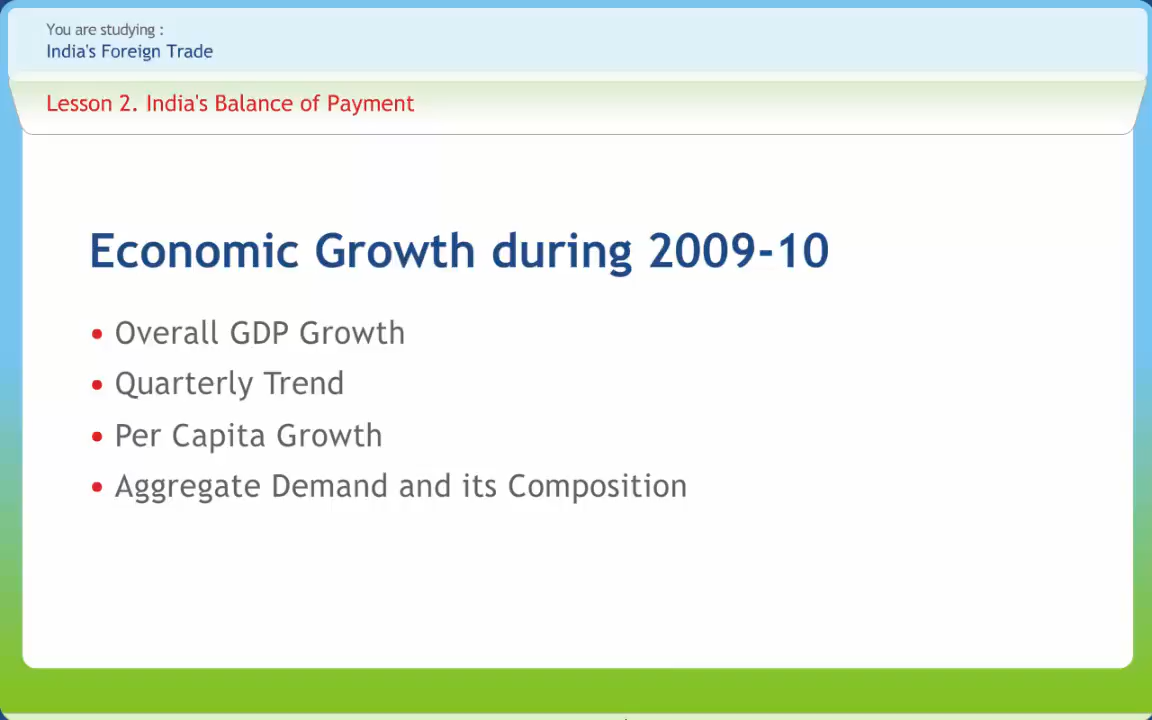 You are studying :
India's Foreign Trade
Lesson 2. India's Balance of Payment
Economic Growth during 2009-10
• Overall GDP Growth
• Quarterly Trend
• Per Capita Growth
• Aggregate Demand and its Composition